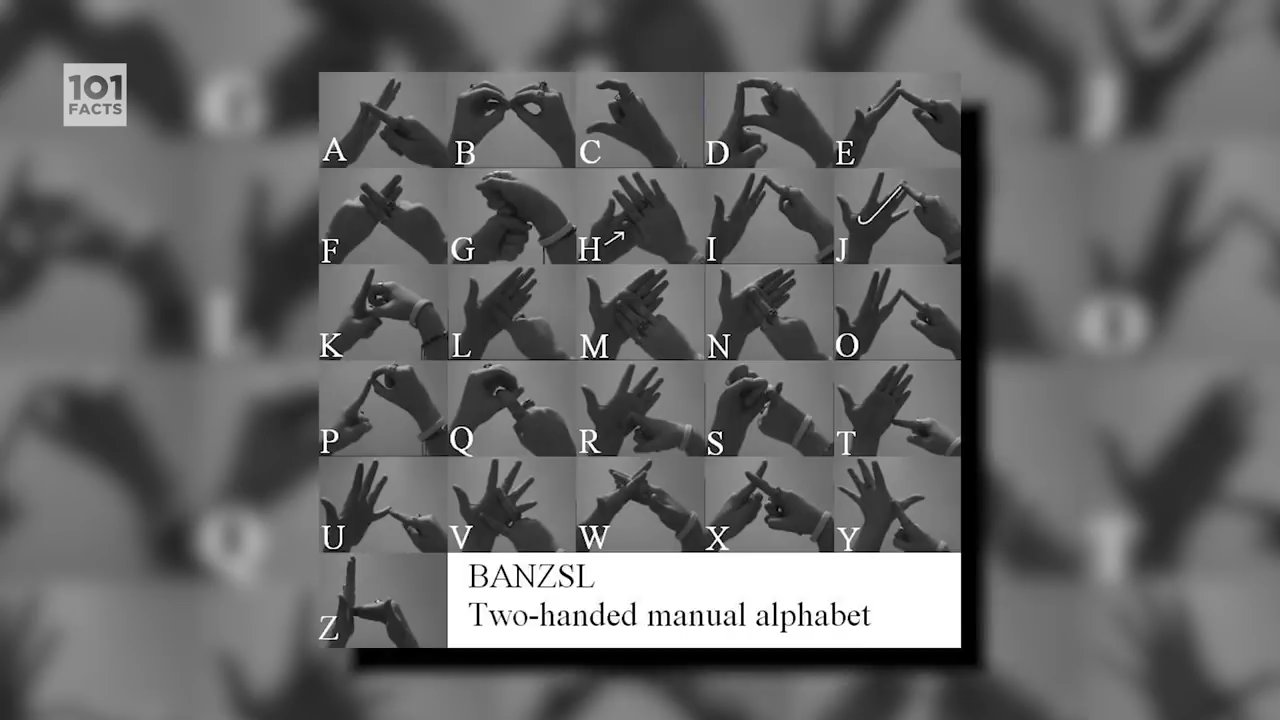 101
FACTS
A B C D E
F G H I J
K L M N O
P Q R S T
U V W X Y
Z
BANZSL
Two-handed manual alphabet